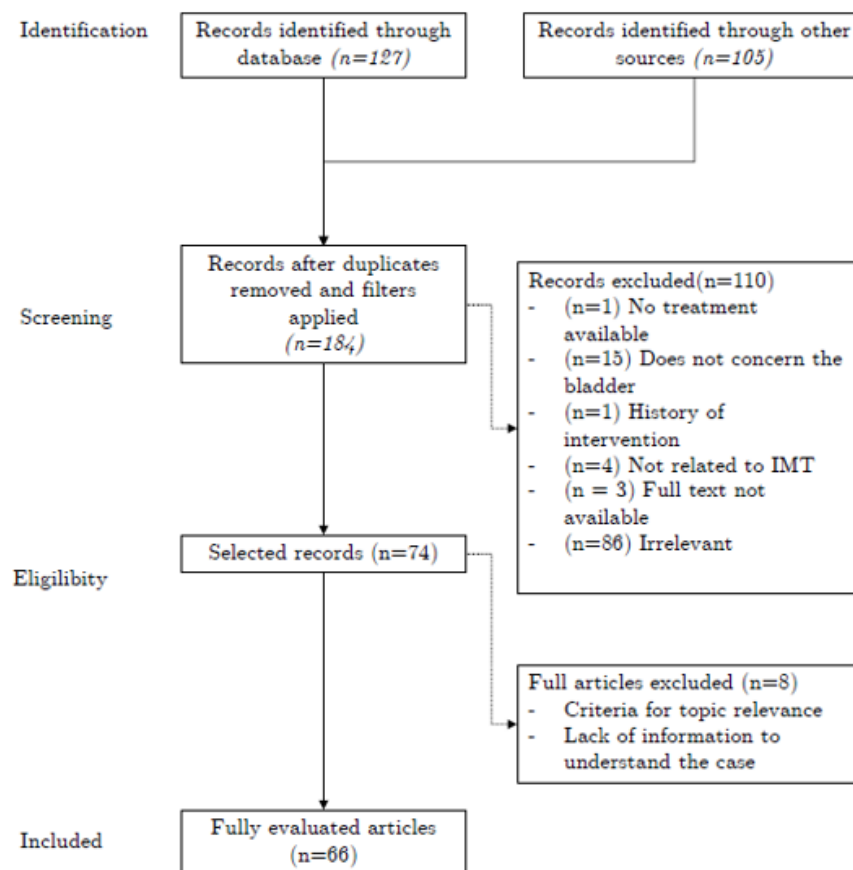 Identification
Records identified through
database (n=127)
Records identified through other
sources (n=105)
Screening
Records after duplicates
removed and filters
applied
(n=184)
Records excluded(n=110)
- (n=1) No treatment
available
- (n=15) Does not concern the
bladder
- (n=1) History of
intervention
- (n=4) Not related to IMT
- (n = 3) Full text not
available
- (n=86) Irrelevant
Eligilibity
Selected records (n=74)
Full articles excluded (n=8)
- Criteria for topic relevance
- Lack of information to
understand the case
Included
Fully evaluated articles
(n=66)